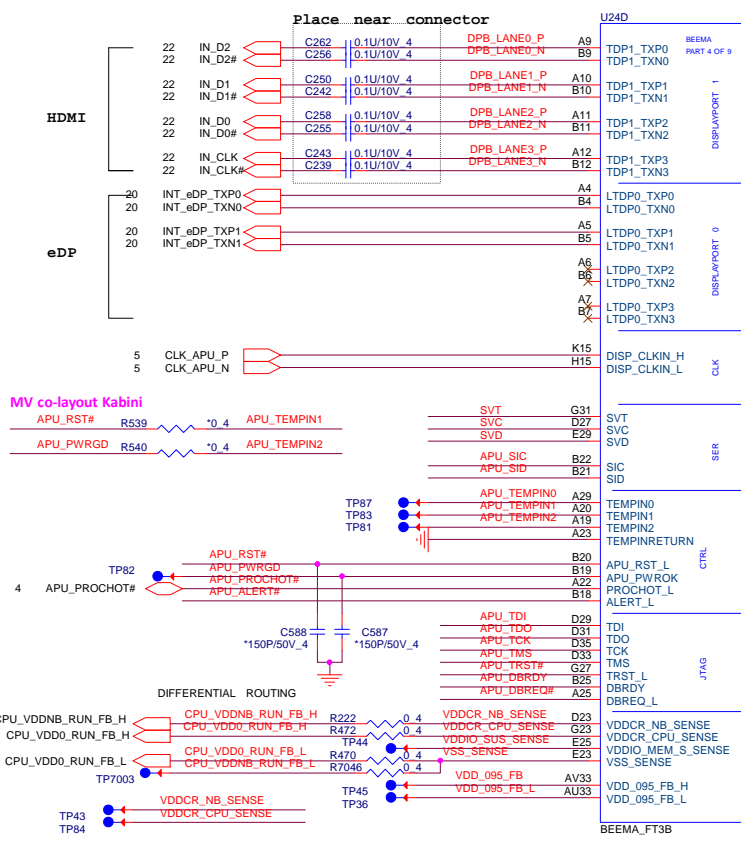 Place near connector
U24D
BEEMA
PART 4 OF 9
22 IN_D2 C262 0.1U/10V_4 DPB_LANE0_P A9 TDP1_TXP0
22 IN_D2# C256 0.1U/10V_4 DPB_LANE0_N B9 TDP1_TXN0
22 IN_D1 C250 0.1U/10V_4 DPB_LANE1_P A10 TDP1_TXP1
22 IN_D1# C242 0.1U/10V_4 DPB_LANE1_N B10 TDP1_TXN1
HDMI
DISPLAYPORT 1
22 IN_D0 C258 0.1U/10V_4 DPB_LANE2_P A11 TDP1_TXP2
22 IN_D0# C255 0.1U/10V_4 DPB_LANE2_N B11 TDP1_TXN2
22 IN_CLK C243 0.1U/10V_4 DPB_LANE3_P A12 TDP1_TXP3
22 IN_CLK# C239 0.1U/10V_4 DPB_LANE3_N B12 TDP1_TXN3
20 INT_eDP_TXP0 A4 LTDP0_TXP0
20 INT_eDP_TXN0 B4 LTDP0_TXN0
20 INT_eDP_TXP1 A5 LTDP0_TXP1
20 INT_eDP_TXN1 B5 LTDP0_TXN1
eDP
DISPLAYPORT 0
A6 LTDP0_TXP2
B6 LTDP0_TXN2
A7 LTDP0_TXP3
B7 LTDP0_TXN3
5 CLK_APU_P K15 DISP_CLKIN_H
5 CLK_APU_N H15 DISP_CLKIN_L
CLK
MV co-layout Kabini
APU_RST# R539 *0_4 APU_TEMPIN1
APU_PWRGD R540 *0_4 APU_TEMPIN2
SVT G31 SVT
SVC D27 SVC
SVD E29 SVD
SER
APU_SIC B22 SIC
APU_SID B21 SID
TP87 APU_TEMPIN0 A29 TEMPIN0
TP83 APU_TEMPIN1 A20 TEMPIN1
TP81 APU_TEMPIN2 A19 TEMPIN2
A23 TEMPINRETURN
CTRL
APU_RST# B20 APU_RST_L
TP82 APU_PWRGD B19 APU_PWROK
4 APU_PROCHOT# APU_PROCHOT# A22 PROCHOT_L
APU_ALERT# B18 ALERT_L
C588 C587
*150P/50V_4 *150P/50V_4
APU_TDI D29 TDI
APU_TDO D31 TDO
APU_TCK D35 TCK
APU_TMS D33 TMS
APU_TRST# G27 TRST_L
APU_DBRDY B25 DBRDY
APU_DBREQ# A25 DBREQ_L
JTAG
DIFFERENTIAL ROUTING
CPU_VDDNB_RUN_FB_H CPU_VDDNB_RUN_FB_H R222 0_4 VDDCR_NB_SENSE D23 VDDCR_NB_SENSE
CPU_VDD0_RUN_FB_H CPU_VDD0_RUN_FB_H R472 0_4 VDDCR_CPU_SENSE G23 VDDCR_CPU_SENSE
TP44 VDDIO_SUS_SENSE E25 VDDIO_MEM_S_SENSE
CPU_VDD0_RUN_FB_L CPU_VDD0_RUN_FB_L R470 0_4 VSS_SENSE E23 VSS_SENSE
TP7003 CPU_VDDNB_RUN_FB_L R7046 0_4
TP45 VDD_095_FB AV33 VDD_095_FB_H
TP36 VDD_095_FB_L AU33 VDD_095_FB_L
TP43 VDDCR_NB_SENSE
TP84 VDDCR_CPU_SENSE
BEEMA_FT3B